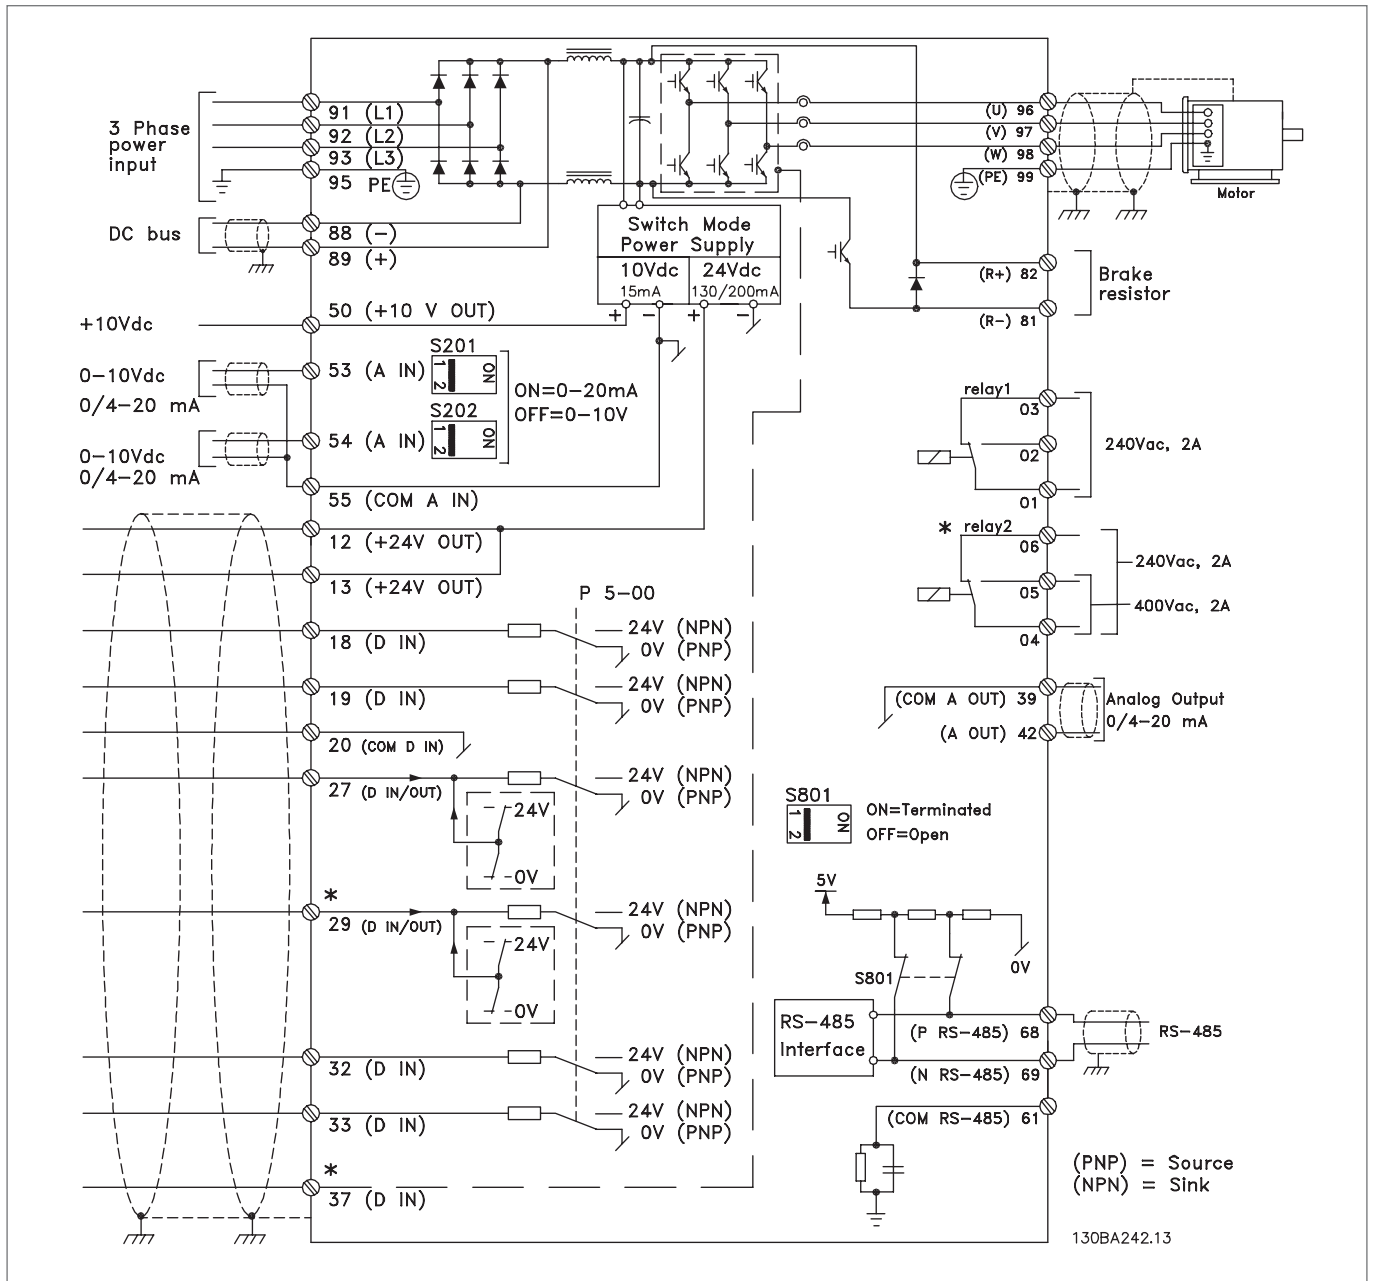 3 Phase
power
input
91 (L1)
92 (L2)
93 (L3)
95 PE
DC bus
88 (−)
89 (+)
+10Vdc
50 (+10 V OUT)
0−10Vdc
0/4−20 mA
53 (A IN)
S201
1
2
ON
ON=0−20mA
OFF=0−10V
0−10Vdc
0/4−20 mA
54 (A IN)
S202
1
2
ON
55 (COM A IN)
12 (+24V OUT)
13 (+24V OUT)
P 5-00
18 (D IN)
24V (NPN)
0V (PNP)
19 (D IN)
24V (NPN)
0V (PNP)
20 (COM D IN)
27 (D IN/OUT)
24V (NPN)
0V (PNP)
24V
0V
*
29 (D IN/OUT)
24V (NPN)
0V (PNP)
24V
0V
32 (D IN)
24V (NPN)
0V (PNP)
33 (D IN)
24V (NPN)
0V (PNP)
*
37 (D IN)
Switch Mode
Power Supply
10Vdc
15mA
24Vdc
130/200mA
+ − + −
(U) 96
(V) 97
(W) 98
(PE) 99
Motor
(R+) 82
(R−) 81
Brake
resistor
relay1
03
02
01
240Vac, 2A
* relay2
06
05
04
240Vac, 2A
400Vac, 2A
(COM A OUT) 39
(A OUT) 42
Analog Output
0/4−20 mA
S801
1
2
ON
ON=Terminated
OFF=Open
5V
0V
S801
RS-485
Interface
(P RS-485) 68
(N RS-485) 69
RS-485
(COM RS-485) 61
(PNP) = Source
(NPN) = Sink
130BA242.13